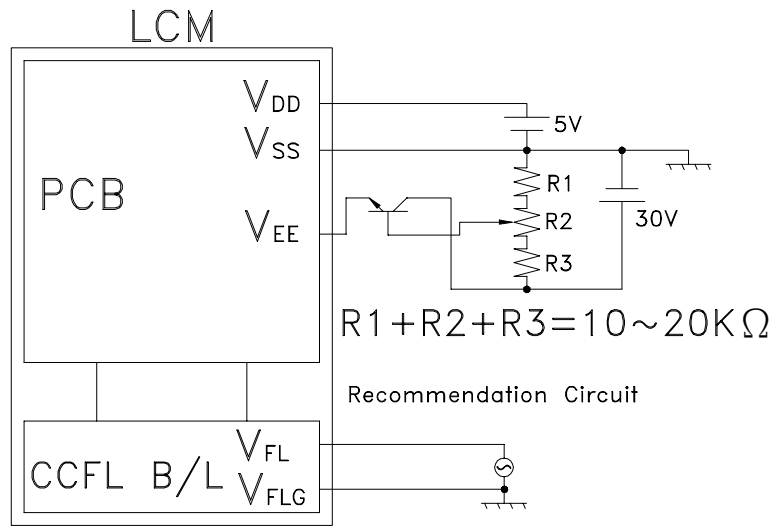 LCM
VDD
5V
VSS
PCB
R1
R2
30V
VEE
R3
R1+R2+R3=10~20KΩ
Recommendation Circuit
VFL
CCFL B/L
VFLG